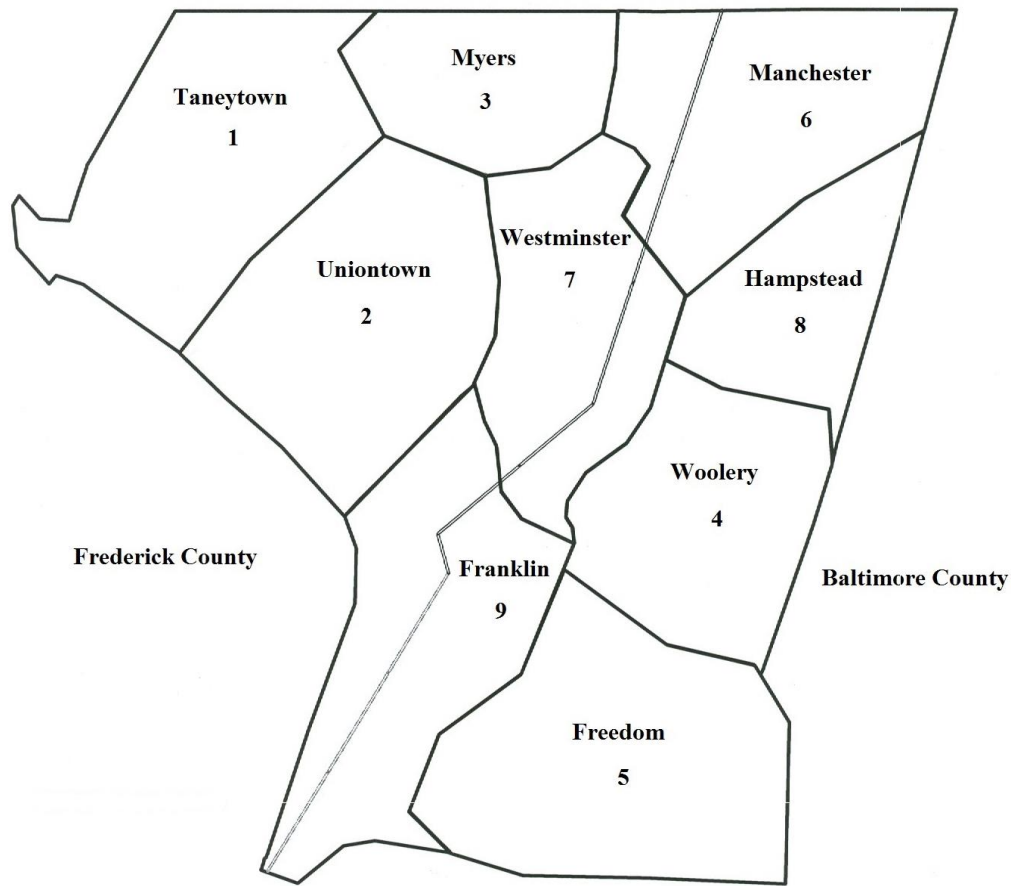 Myers
3
Manchester
6
Taneytown
1
Westminster
7
Uniontown
2
Hampstead
8
Woolery
4
Frederick County
Franklin
9
Baltimore County
Freedom
5